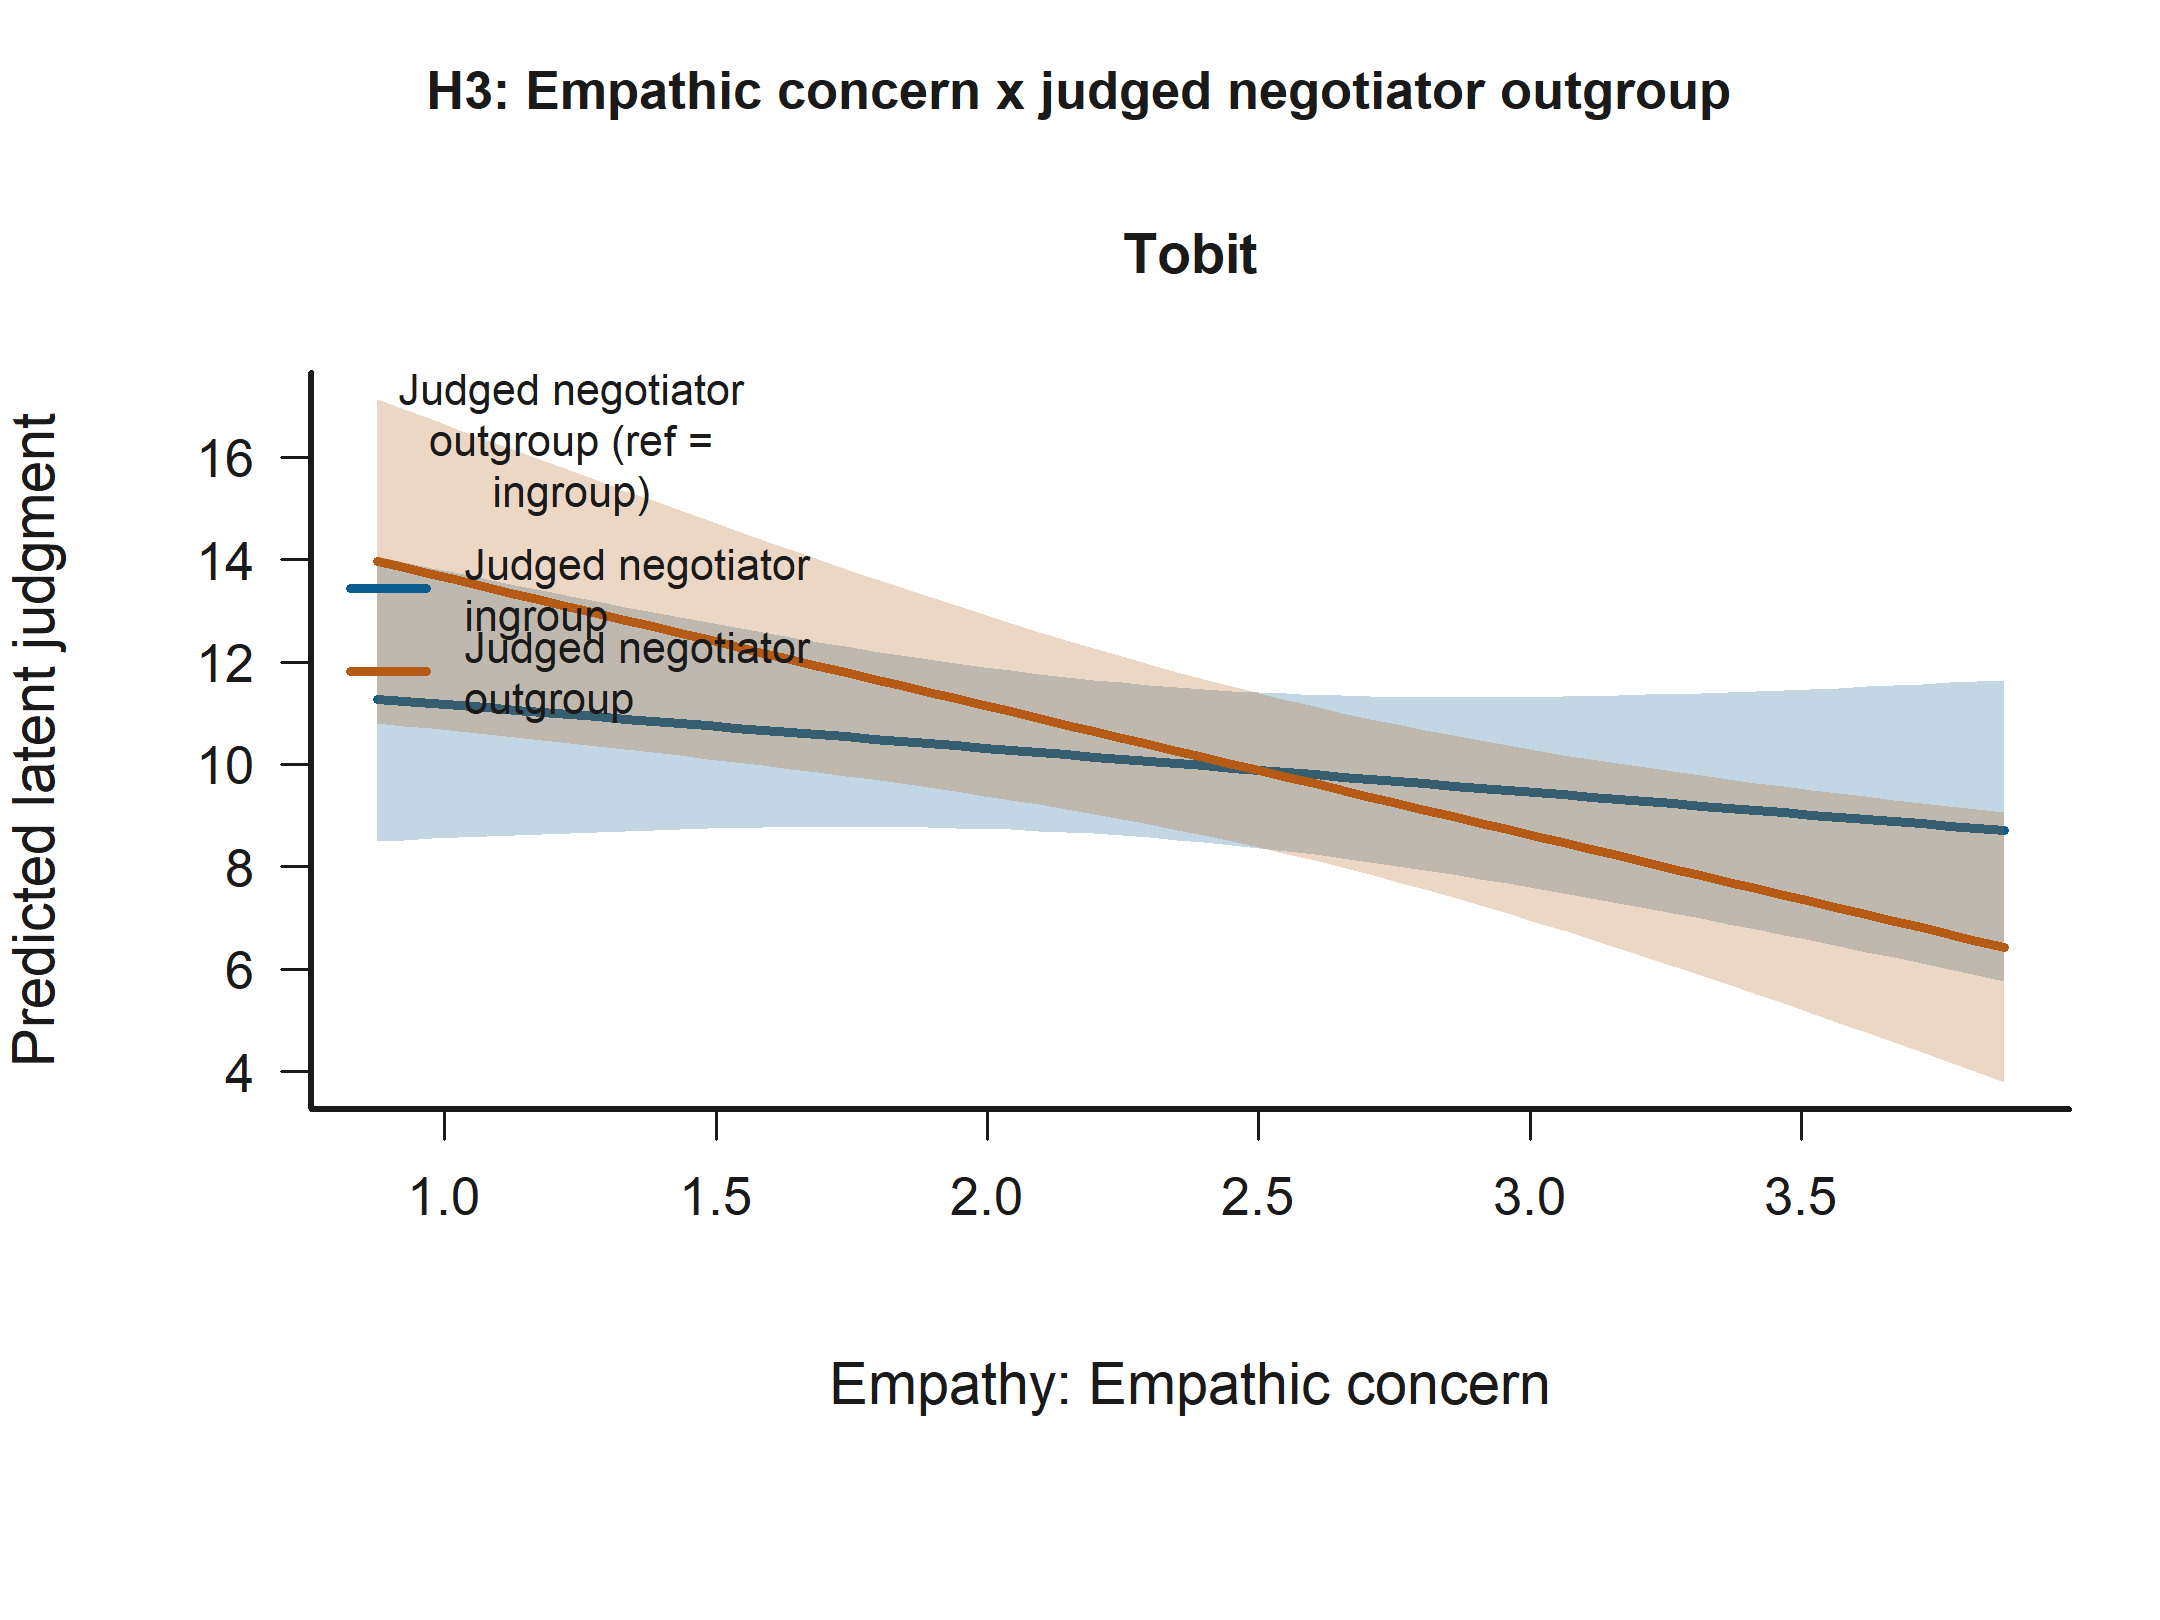 H3: Empathic concern x judged negotiator outgroup
Tobit
Predicted latent judgment
Judged negotiator
outgroup (ref =
ingroup)
Judged negotiator
ingroup
Judged negotiator
outgroup
16
14
12
10
8
6
4
1.0 1.5 2.0 2.5 3.0 3.5
Empathy: Empathic concern